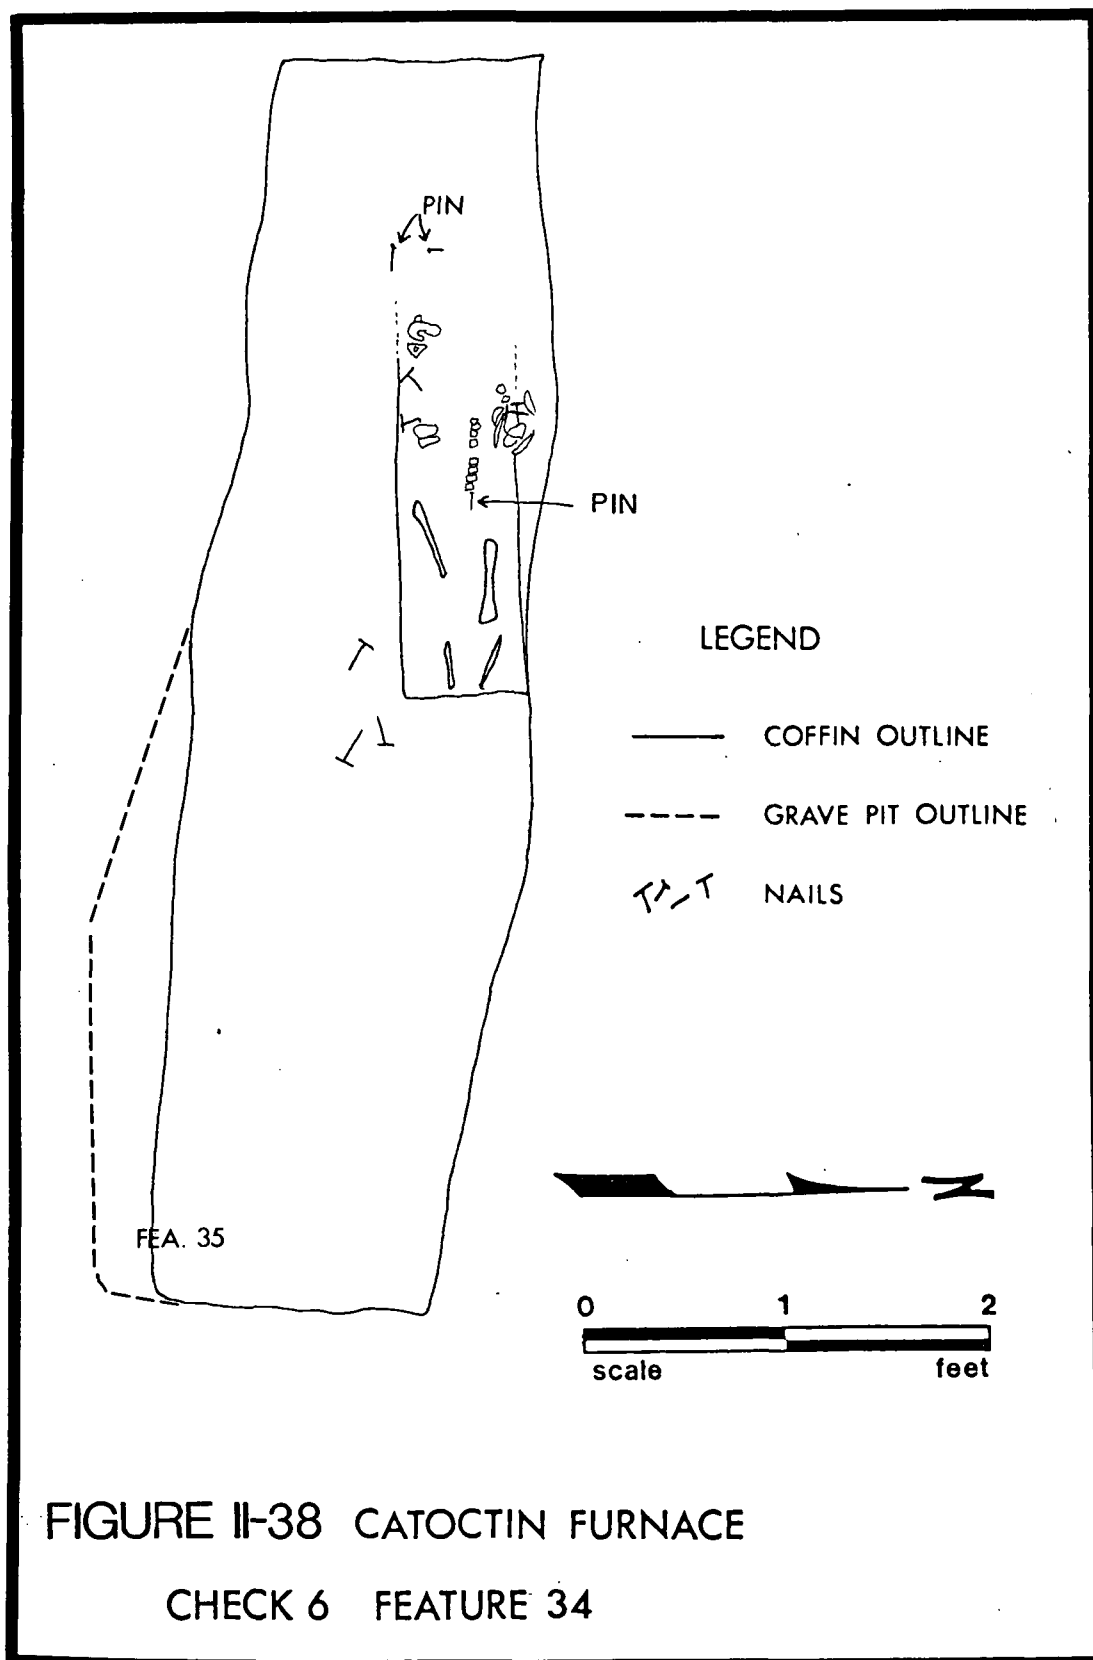 PIN
PIN
LEGEND
COFFIN OUTLINE
GRAVE PIT OUTLINE
NAILS
N
FEA. 35
0 1 2
scale feet
FIGURE II-38 CATOCTIN FURNACE
CHECK 6 FEATURE 34